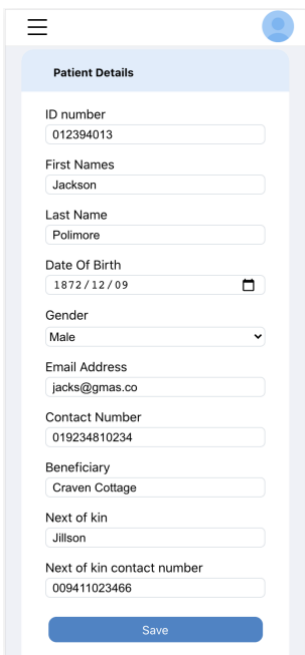 Patient Details
ID number
012394013
First Names
Jackson
Last Name
Polimore
Date Of Birth
1872/12/09
Gender
Male
Email Address
jacks@gmas.co
Contact Number
019234810234
Beneficiary
Craven Cottage
Next of kin
Jillson
Next of kin contact number
009411023466
Save